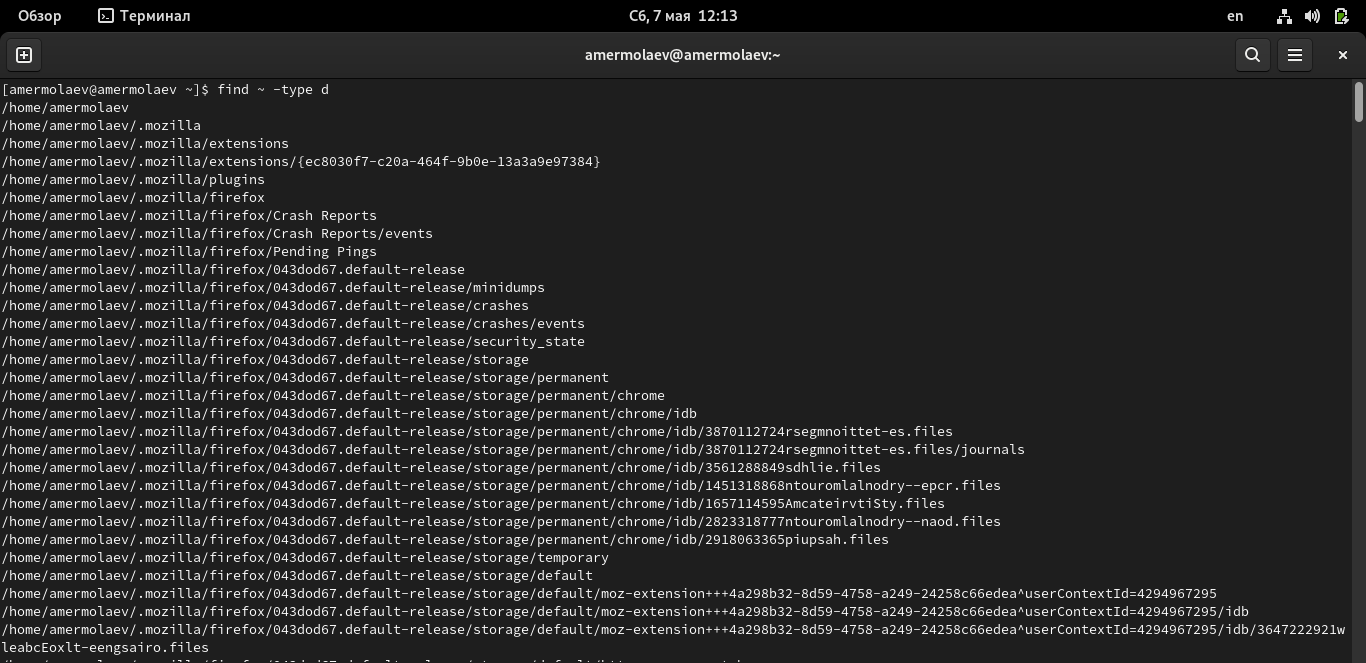 Обзор
Терминал
Сб, 7 мая 12:13
en
amermolaev@amermolaev:~
[amermolaev@amermolaev ~]$ find ~ -type d
/home/amermolaev
/home/amermolaev/.mozilla
/home/amermolaev/.mozilla/extensions
/home/amermolaev/.mozilla/extensions/{ec8030f7-c20a-464f-9b0e-13a3a9e97384}
/home/amermolaev/.mozilla/plugins
/home/amermolaev/.mozilla/firefox
/home/amermolaev/.mozilla/firefox/Crash Reports
/home/amermolaev/.mozilla/firefox/Crash Reports/events
/home/amermolaev/.mozilla/firefox/Pending Pings
/home/amermolaev/.mozilla/firefox/043dod67.default-release
/home/amermolaev/.mozilla/firefox/043dod67.default-release/minidumps
/home/amermolaev/.mozilla/firefox/043dod67.default-release/crashes
/home/amermolaev/.mozilla/firefox/043dod67.default-release/crashes/events
/home/amermolaev/.mozilla/firefox/043dod67.default-release/security_state
/home/amermolaev/.mozilla/firefox/043dod67.default-release/storage
/home/amermolaev/.mozilla/firefox/043dod67.default-release/storage/permanent
/home/amermolaev/.mozilla/firefox/043dod67.default-release/storage/permanent/chrome
/home/amermolaev/.mozilla/firefox/043dod67.default-release/storage/permanent/chrome/idb
/home/amermolaev/.mozilla/firefox/043dod67.default-release/storage/permanent/chrome/idb/3870112724rsegmnoittet-es.files
/home/amermolaev/.mozilla/firefox/043dod67.default-release/storage/permanent/chrome/idb/3870112724rsegmnoittet-es.files/journals
/home/amermolaev/.mozilla/firefox/043dod67.default-release/storage/permanent/chrome/idb/3561288849sdhlie.files
/home/amermolaev/.mozilla/firefox/043dod67.default-release/storage/permanent/chrome/idb/1451318868ntouromlalnodry--epcr.files
/home/amermolaev/.mozilla/firefox/043dod67.default-release/storage/permanent/chrome/idb/1657114595AmcateirvtiSty.files
/home/amermolaev/.mozilla/firefox/043dod67.default-release/storage/permanent/chrome/idb/2823318777ntouromlalnodry--naod.files
/home/amermolaev/.mozilla/firefox/043dod67.default-release/storage/permanent/chrome/idb/2918063365piupsah.files
/home/amermolaev/.mozilla/firefox/043dod67.default-release/storage/temporary
/home/amermolaev/.mozilla/firefox/043dod67.default-release/storage/default
/home/amermolaev/.mozilla/firefox/043dod67.default-release/storage/default/moz-extension+++4a298b32-8d59-4758-a249-24258c66edea^userContextId=4294967295
/home/amermolaev/.mozilla/firefox/043dod67.default-release/storage/default/moz-extension+++4a298b32-8d59-4758-a249-24258c66edea^userContextId=4294967295/idb
/home/amermolaev/.mozilla/firefox/043dod67.default-release/storage/default/moz-extension+++4a298b32-8d59-4758-a249-24258c66edea^userContextId=4294967295/idb/3647222921w
leabcEoxlt-eengsairo.files